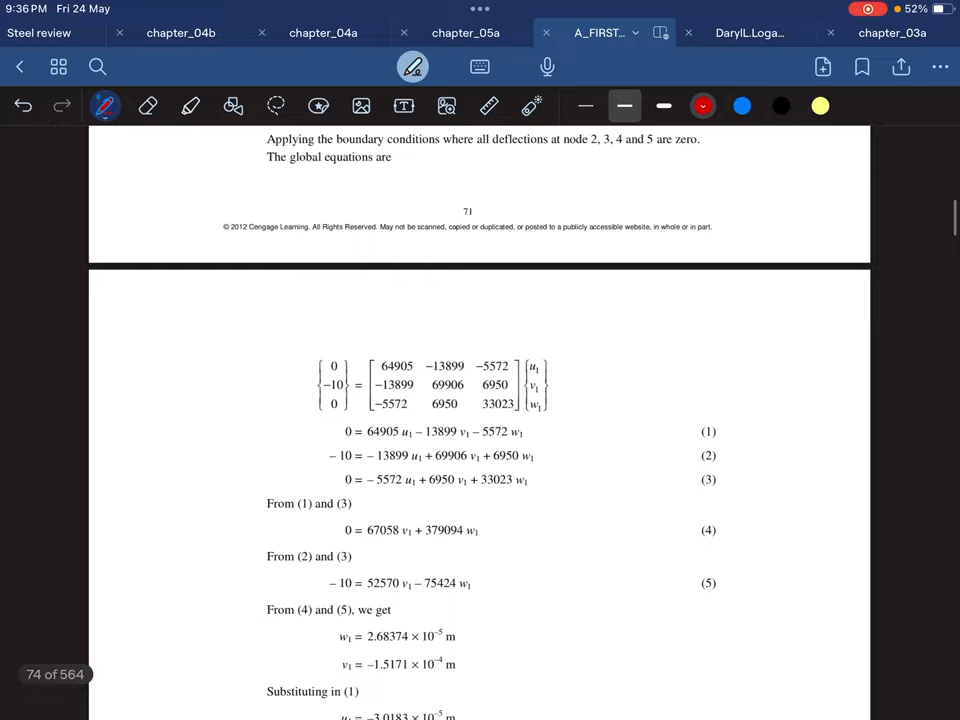 9:36 PM Fri 24 May 52%
Steel review × chapter_04b × chapter_04a × chapter_05a × A_FIRST... × DarylL.Loga... × chapter_03a
Applying the boundary conditions where all deflections at node 2, 3, 4 and 5 are zero.
The global equations are
71
© 2012 Cengage Learning. All Rights Reserved. May not be scanned, copied or duplicated, or posted to a publicly accessible website, in whole or in part.
0 64905 −13899 −5572 u₁
−10 = −13899 69906 6950 v₁
0 −5572 6950 33023 w₁
0 = 64905 u₁ – 13899 v₁ – 5572 w₁ (1)
– 10 = – 13899 u₁ + 69906 v₁ + 6950 w₁ (2)
0 = – 5572 u₁ + 6950 v₁ + 33023 w₁ (3)
From (1) and (3)
0 = 67058 v₁ + 379094 w₁ (4)
From (2) and (3)
– 10 = 52570 v₁ – 75424 w₁ (5)
From (4) and (5), we get
w₁ = 2.68374 × 10⁻⁵ m
v₁ = –1.5171 × 10⁻⁴ m
74 of 564
Substituting in (1)
u₁ = –3.0183 × 10⁻⁵ m